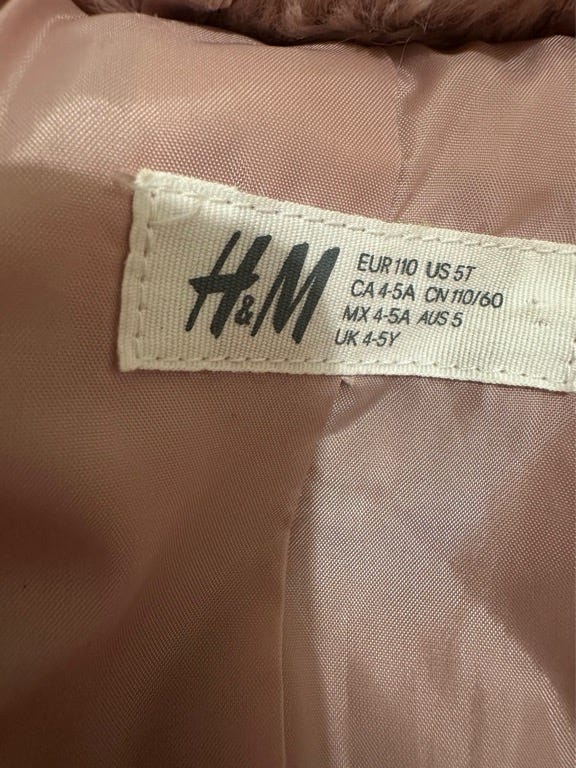 H&M
EUR 110 US 5T
CA 4-5A CN 110/60
MX 4-5A AUS 5
UK 4-5Y